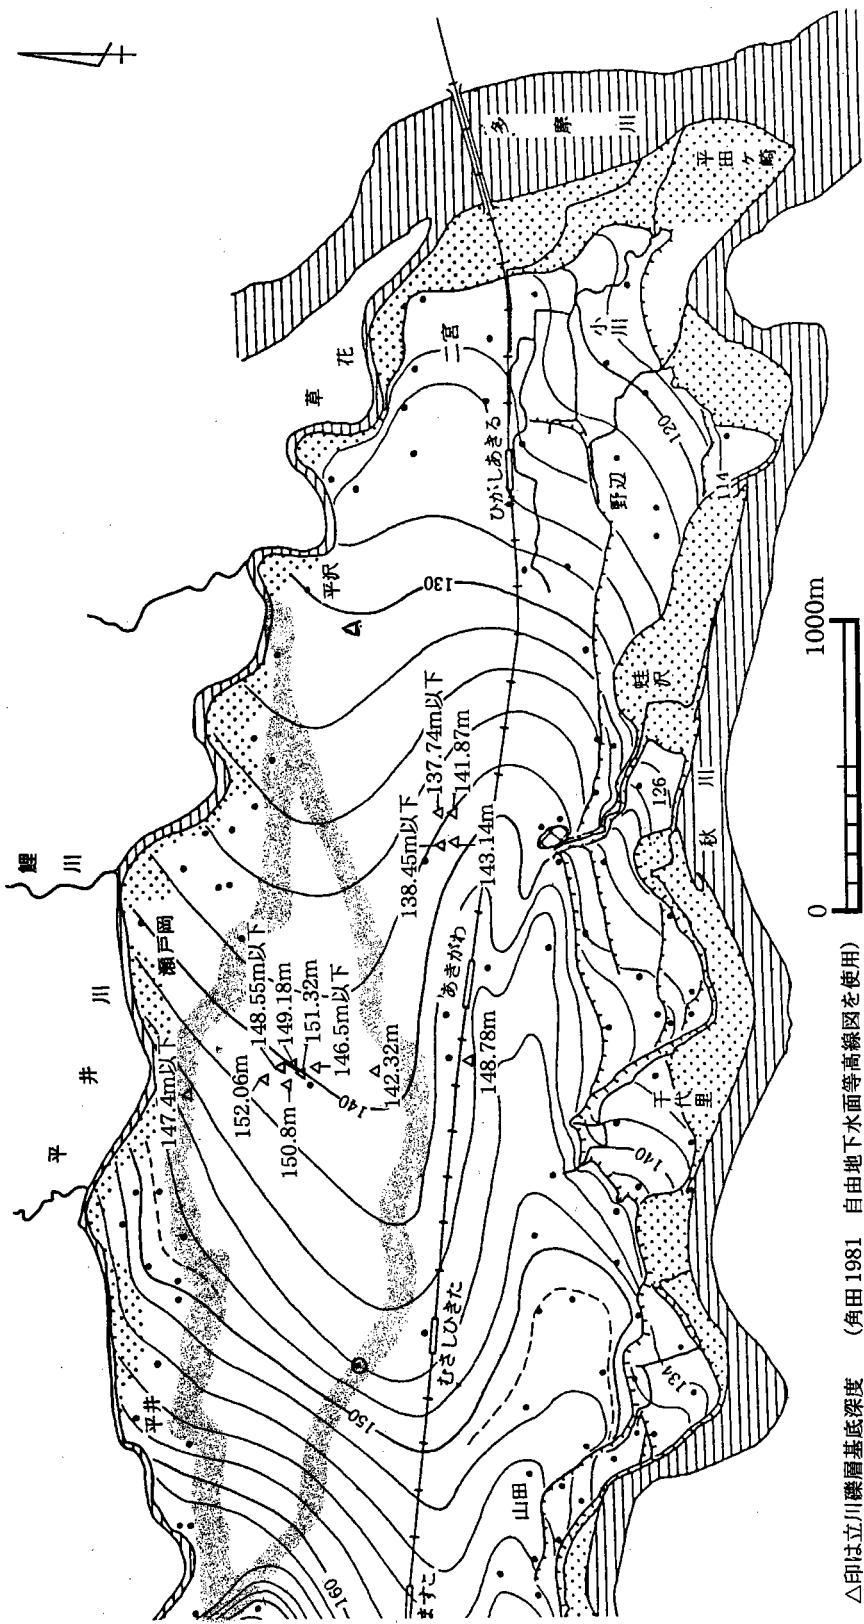 鯉川
平井川
草花
多摩川
平井
瀬戸岡
平沢
二宮
小川
平田ヶ崎
147.4m以下
152.06m
150.8m
148.55m以下
149.18m
151.32m
146.5m以下
142.32m
138.45m以下
137.74m以下
141.87m
143.14m
148.78m
130
140
150
160
ますこ
むさしひきた
あきがわ
ひがしあきる
野辺
山田
千代里
蛙沢
秋川
120
114
126
140
134
0
1000m
△印は立川礫層基底深度 (角田1981 自由地下水面等高線図を使用)